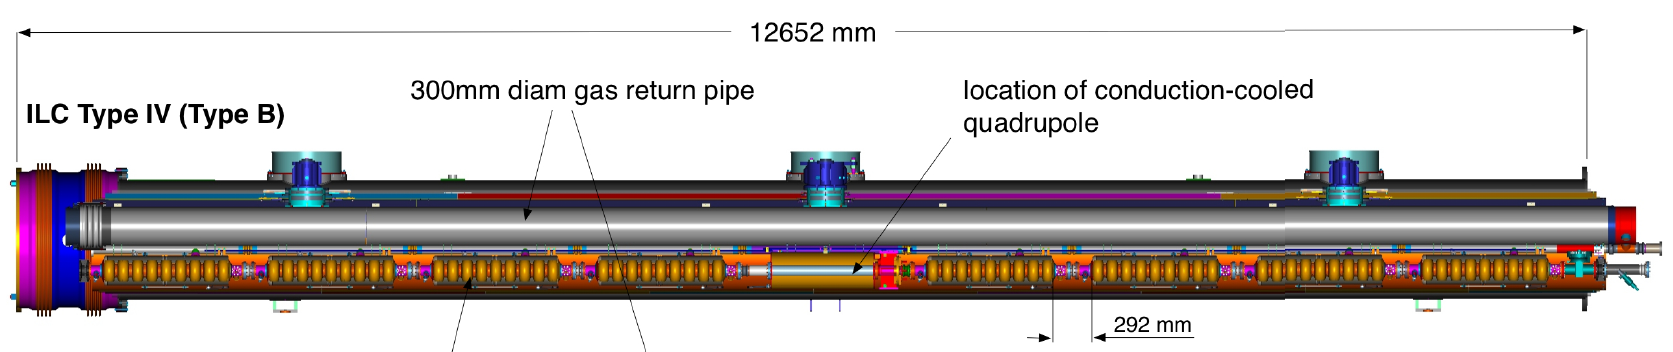 12652 mm
300mm diam gas return pipe
location of conduction-cooled
quadrupole
ILC Type IV (Type B)
292 mm